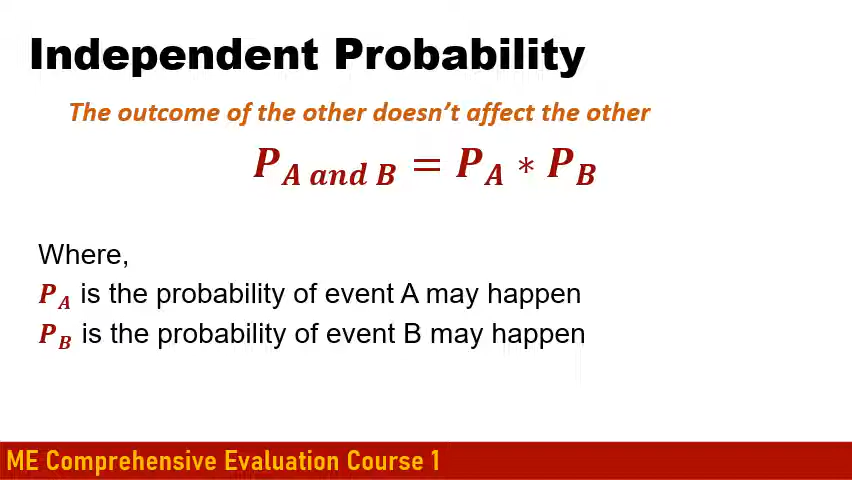 Independent Probability
The outcome of the other doesn't affect the other
P_{A and B} = P_A * P_B
Where,
P_A is the probability of event A may happen
P_B is the probability of event B may happen
ME Comprehensive Evaluation Course 1